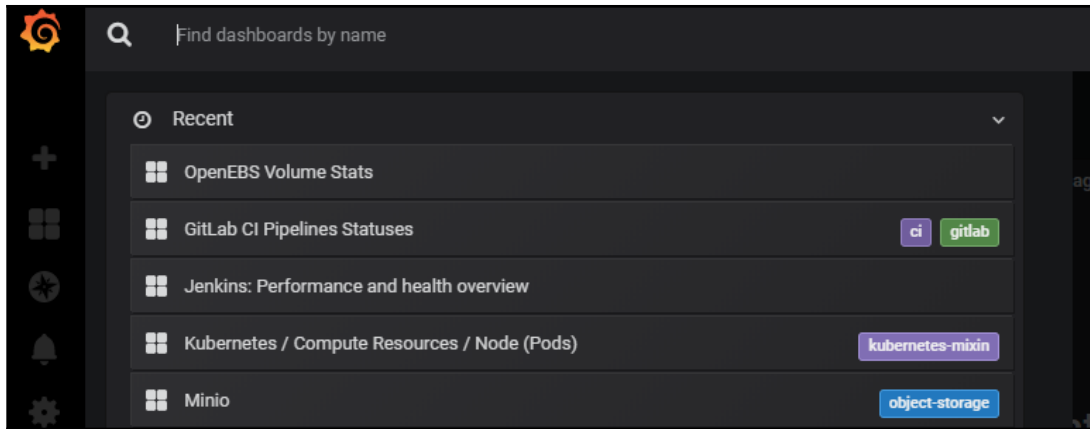 Find dashboards by name
Recent
OpenEBS Volume Stats
GitLab CI Pipelines Statuses ci gitlab
Jenkins: Performance and health overview
Kubernetes / Compute Resources / Node (Pods) kubernetes-mixin
Minio object-storage